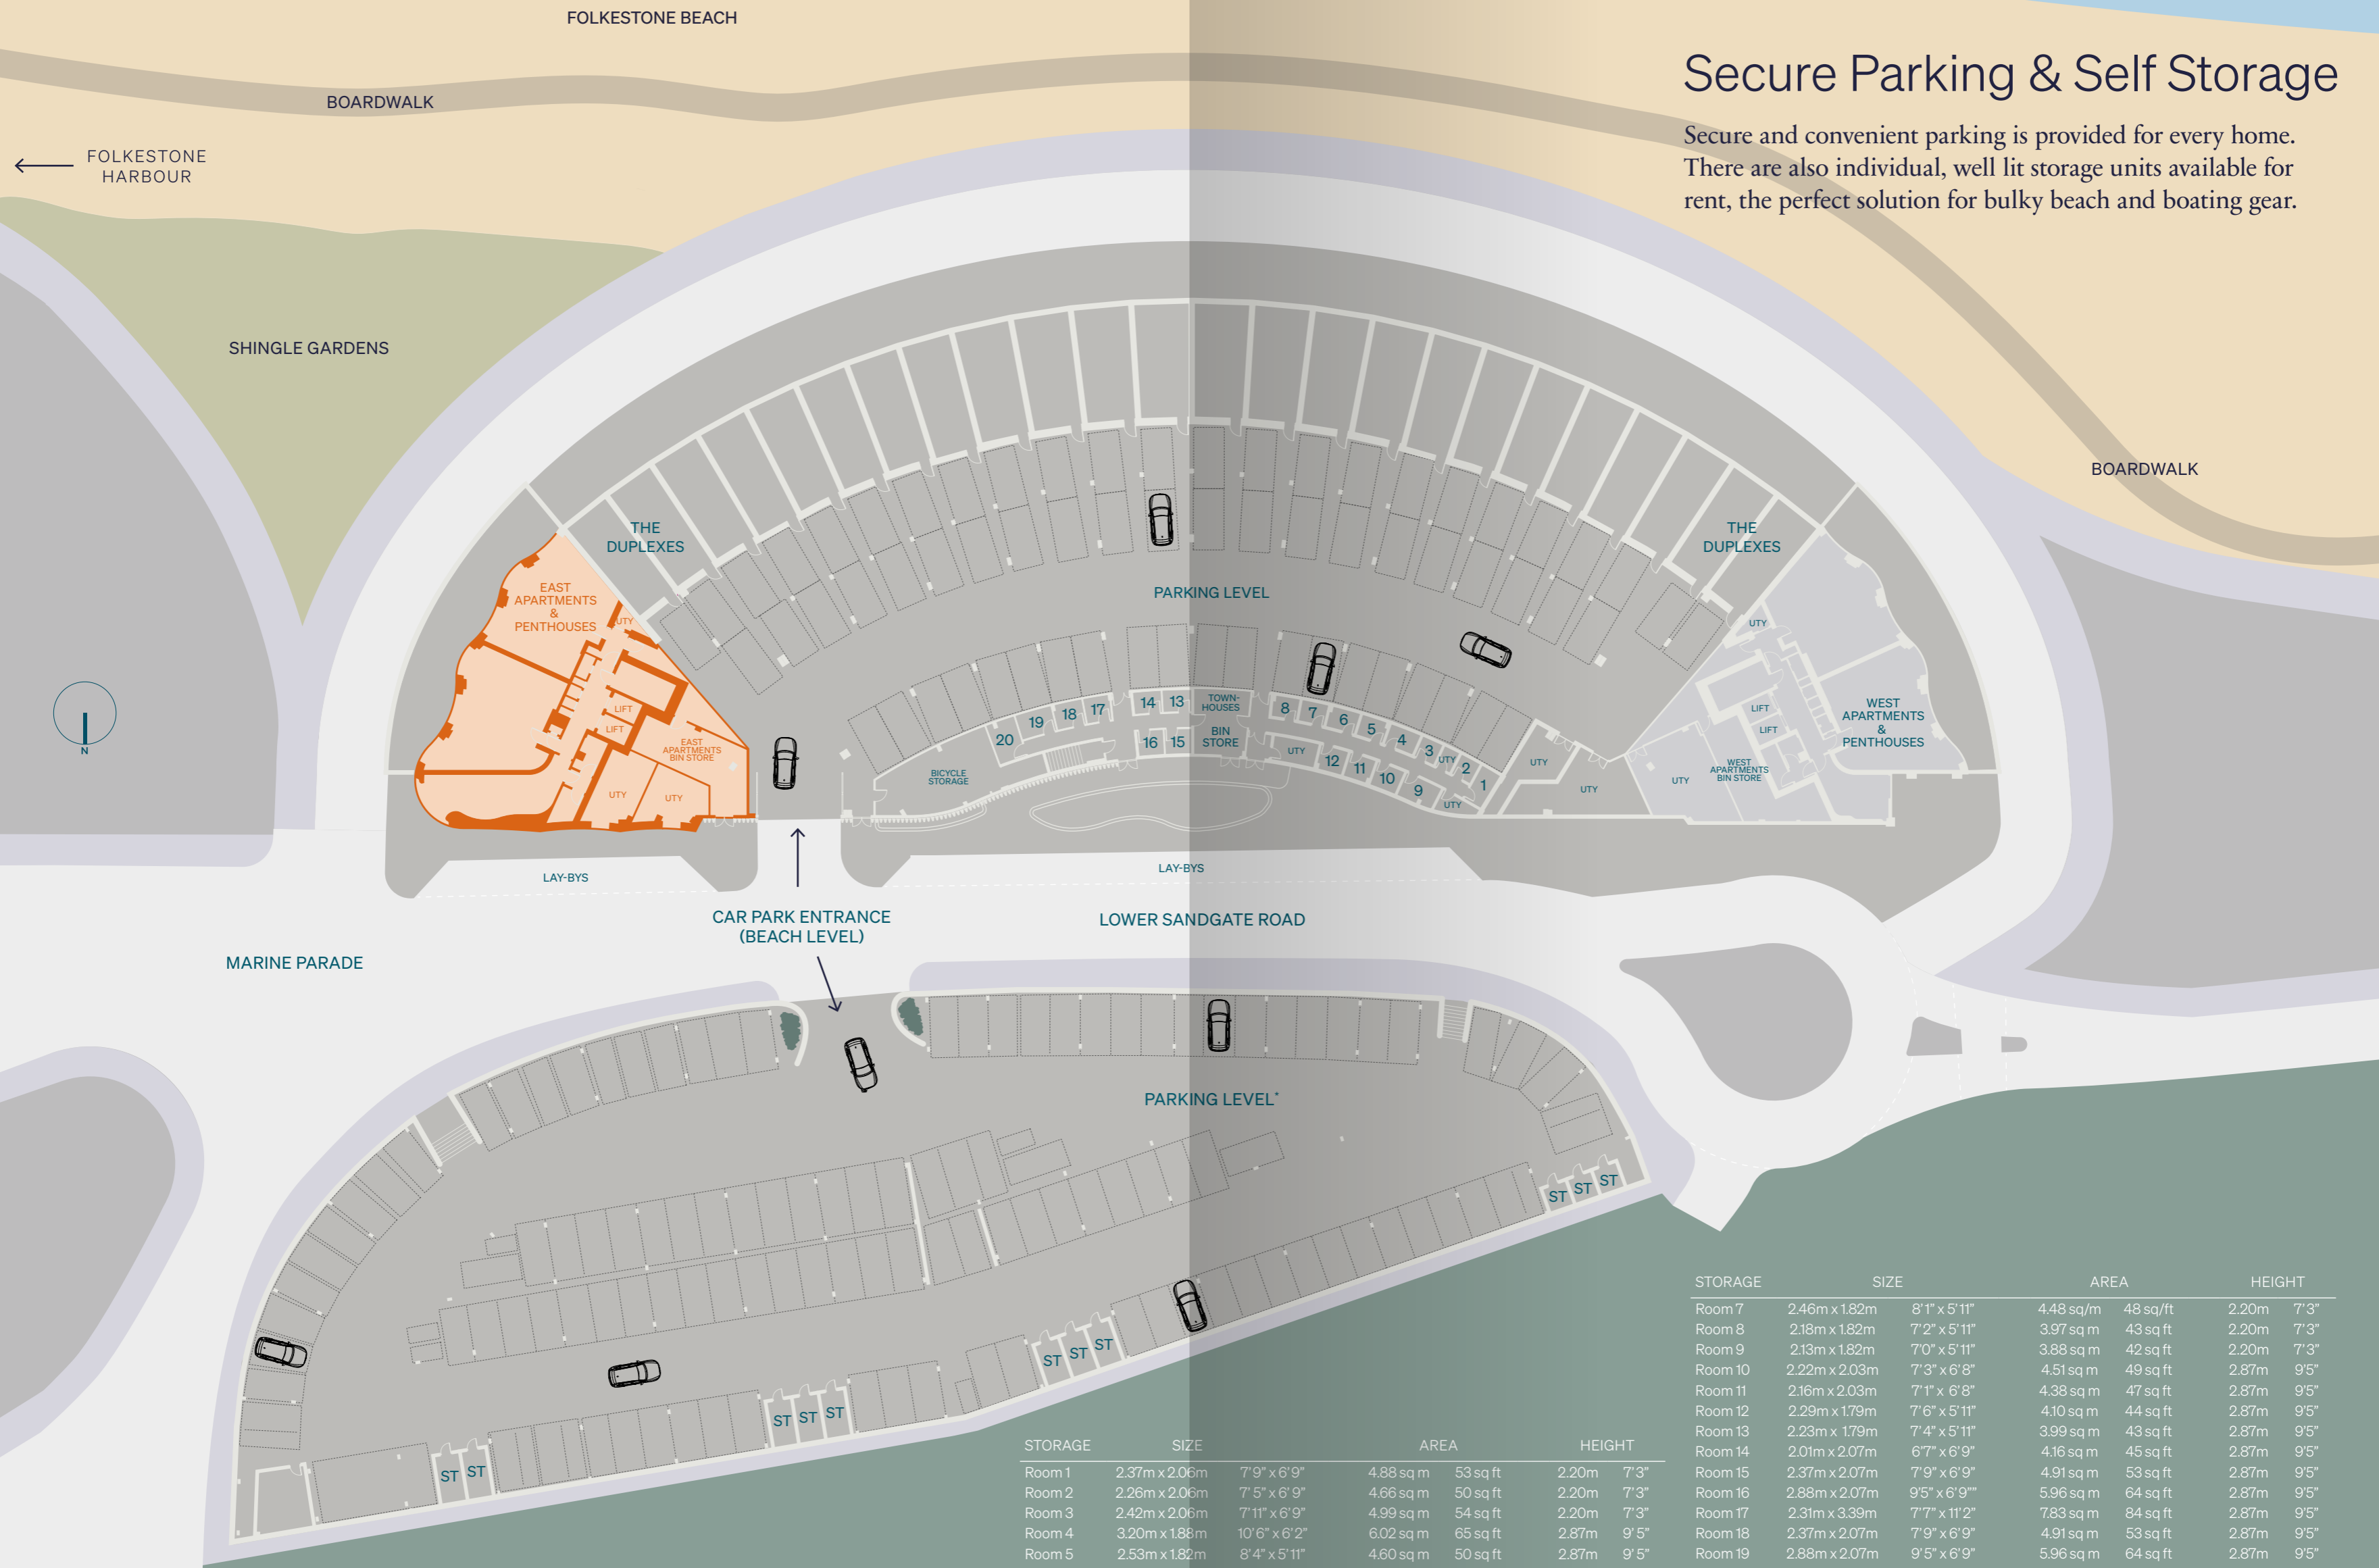 FOLKESTONE BEACH
BOARDWALK
FOLKESTONE
HARBOUR
SHINGLE GARDENS
Secure Parking & Self Storage
Secure and convenient parking is provided for every home.
There are also individual, well lit storage units available for
rent, the perfect solution for bulky beach and boating gear.
BOARDWALK
THE
DUPLEXES
THE
DUPLEXES
EAST
APARTMENTS
&
PENTHOUSES
UTY
PARKING LEVEL
UTY
LIFT
LIFT
EAST
APARTMENTS
BIN STORE
UTY
UTY
20
19
18
17
14
13
16
15
TOWN-
HOUSES
BIN
STORE
8
7
6
5
4
3
UTY
2
1
UTY
12
11
10
9
UTY
BICYCLE
STORAGE
UTY
UTY
UTY
LIFT
LIFT
WEST
APARTMENTS
BIN STORE
WEST
APARTMENTS
&
PENTHOUSES
N
LAY-BYS
LAY-BYS
CAR PARK ENTRANCE
(BEACH LEVEL)
LOWER SANDGATE ROAD
MARINE PARADE
PARKING LEVEL*
ST ST ST
ST ST ST
ST ST ST
ST ST
STORAGE SIZE AREA HEIGHT
Room 1 2.37m x 2.06m 7'9" x 6'9" 4.88 sq m 53 sq ft 2.20m 7'3"
Room 2 2.26m x 2.06m 7' 5" x 6'9" 4.66 sq m 50 sq ft 2.20m 7'3"
Room 3 2.42m x 2.06m 7'11" x 6'9" 4.99 sq m 54 sq ft 2.20m 7'3"
Room 4 3.20m x 1.88m 10'6" x 6'2" 6.02 sq m 65 sq ft 2.87m 9' 5"
Room 5 2.53m x 1.82m 8'4" x 5'11" 4.60 sq m 50 sq ft 2.87m 9' 5"
STORAGE SIZE AREA HEIGHT
Room 7 2.46m x 1.82m 8'1" x 5'11" 4.48 sq/m 48 sq/ft 2.20m 7'3"
Room 8 2.18m x 1.82m 7'2" x 5'11" 3.97 sq m 43 sq ft 2.20m 7'3"
Room 9 2.13m x 1.82m 7'0" x 5'11" 3.88 sq m 42 sq ft 2.20m 7'3"
Room 10 2.22m x 2.03m 7'3" x 6'8" 4.51 sq m 49 sq ft 2.87m 9'5"
Room 11 2.16m x 2.03m 7'1" x 6'8" 4.38 sq m 47 sq ft 2.87m 9'5"
Room 12 2.29m x 1.79m 7'6" x 5'11" 4.10 sq m 44 sq ft 2.87m 9'5"
Room 13 2.23m x 1.79m 7'4" x 5'11" 3.99 sq m 43 sq ft 2.87m 9'5"
Room 14 2.01m x 2.07m 6'7" x 6'9" 4.16 sq m 45 sq ft 2.87m 9'5"
Room 15 2.37m x 2.07m 7'9" x 6'9" 4.91 sq m 53 sq ft 2.87m 9'5"
Room 16 2.88m x 2.07m 9'5" x 6'9"" 5.96 sq m 64 sq ft 2.87m 9'5"
Room 17 2.31m x 3.39m 7'7" x 11'2" 7.83 sq m 84 sq ft 2.87m 9'5"
Room 18 2.37m x 2.07m 7'9" x 6'9" 4.91 sq m 53 sq ft 2.87m 9'5"
Room 19 2.88m x 2.07m 9'5" x 6'9" 5.96 sq m 64 sq ft 2.87m 9'5"